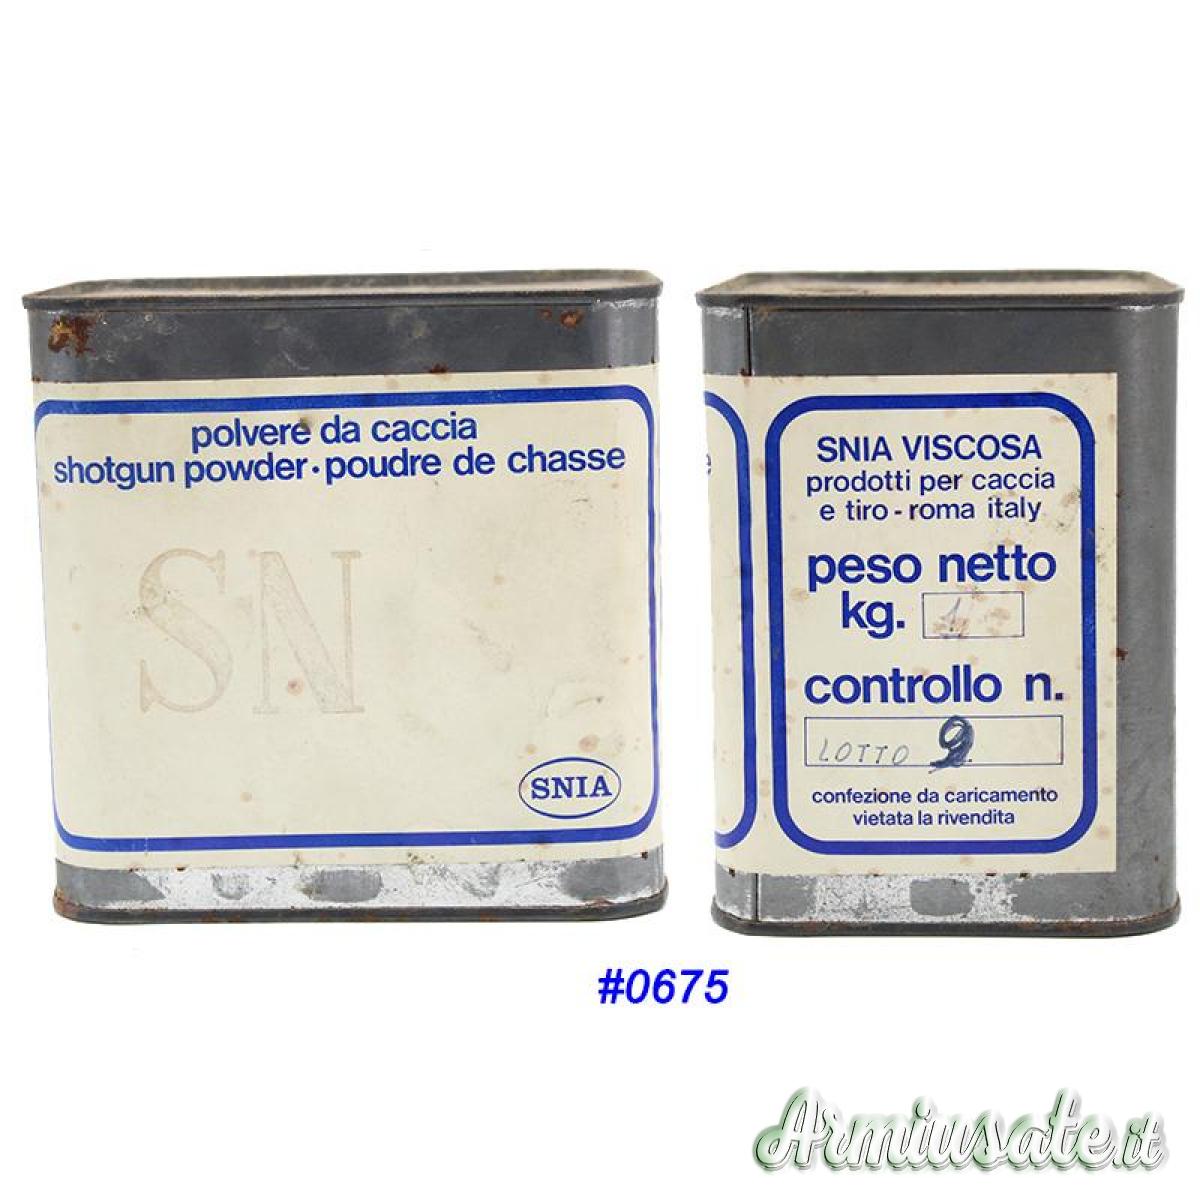 polvere da caccia
shotgun powder · poudre de chasse
SN
SNIA
e
SNIA VISCOSA
prodotti per caccia
e tiro - roma italy
peso netto
kg. 1
controllo n.
LOTTO 9
confezione da caricamento
vietata la rivendita
#0675
Armiusate.it